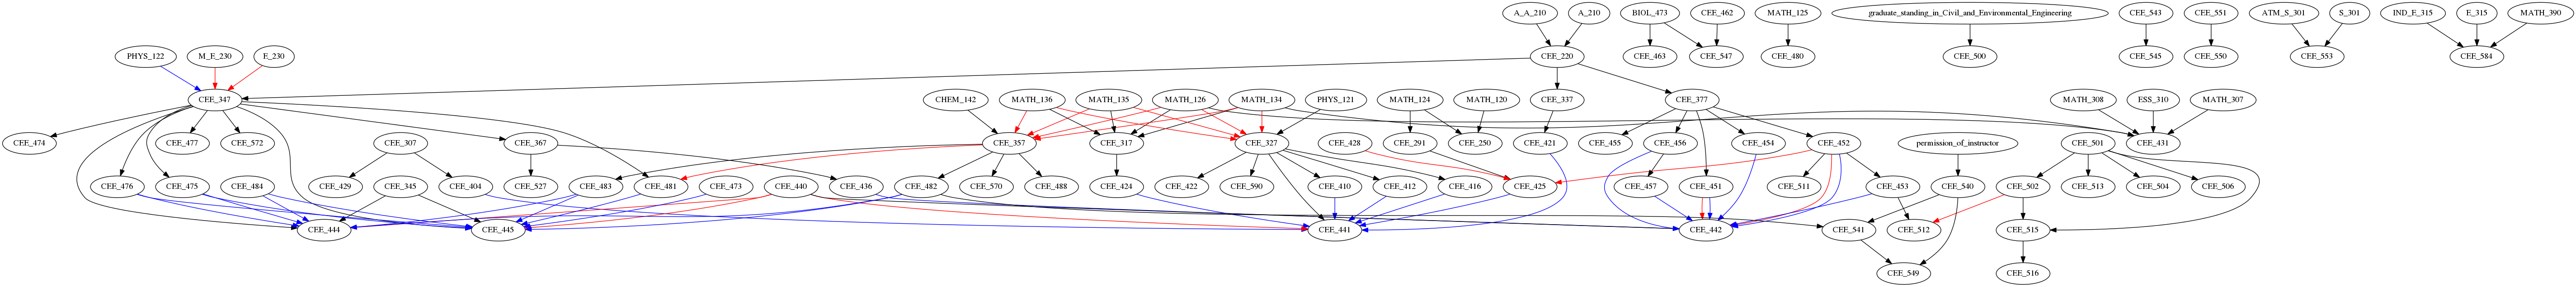 A_A_210 A_210 BIOL_473 CEE_462 MATH_125 graduate_standing_in_Civil_and_Environmental_Engineering CEE_543 CEE_551 ATM_S_301 S_301 IND_E_315 E_315 MATH_390
PHYS_122 M_E_230 E_230 CEE_220 CEE_463 CEE_547 CEE_480 CEE_500 CEE_545 CEE_550 CEE_553 CEE_584
CEE_347 CHEM_142 MATH_136 MATH_135 MATH_126 MATH_134 PHYS_121 MATH_124 MATH_120 CEE_337 CEE_377 MATH_308 ESS_310 MATH_307
CEE_474 CEE_477 CEE_572 CEE_307 CEE_367 CEE_357 CEE_317 CEE_327 CEE_428 CEE_291 CEE_250 CEE_421 CEE_455 CEE_456 CEE_454 CEE_452 permission_of_instructor CEE_501 CEE_431
CEE_476 CEE_475 CEE_484 CEE_429 CEE_345 CEE_404 CEE_527 CEE_483 CEE_481 CEE_473 CEE_440 CEE_436 CEE_482 CEE_570 CEE_488 CEE_424 CEE_422 CEE_590 CEE_410 CEE_412 CEE_416 CEE_425 CEE_457 CEE_451 CEE_511 CEE_453 CEE_540 CEE_502 CEE_513 CEE_504 CEE_506
CEE_444 CEE_445 CEE_441 CEE_442 CEE_541 CEE_512 CEE_515
CEE_549 CEE_516